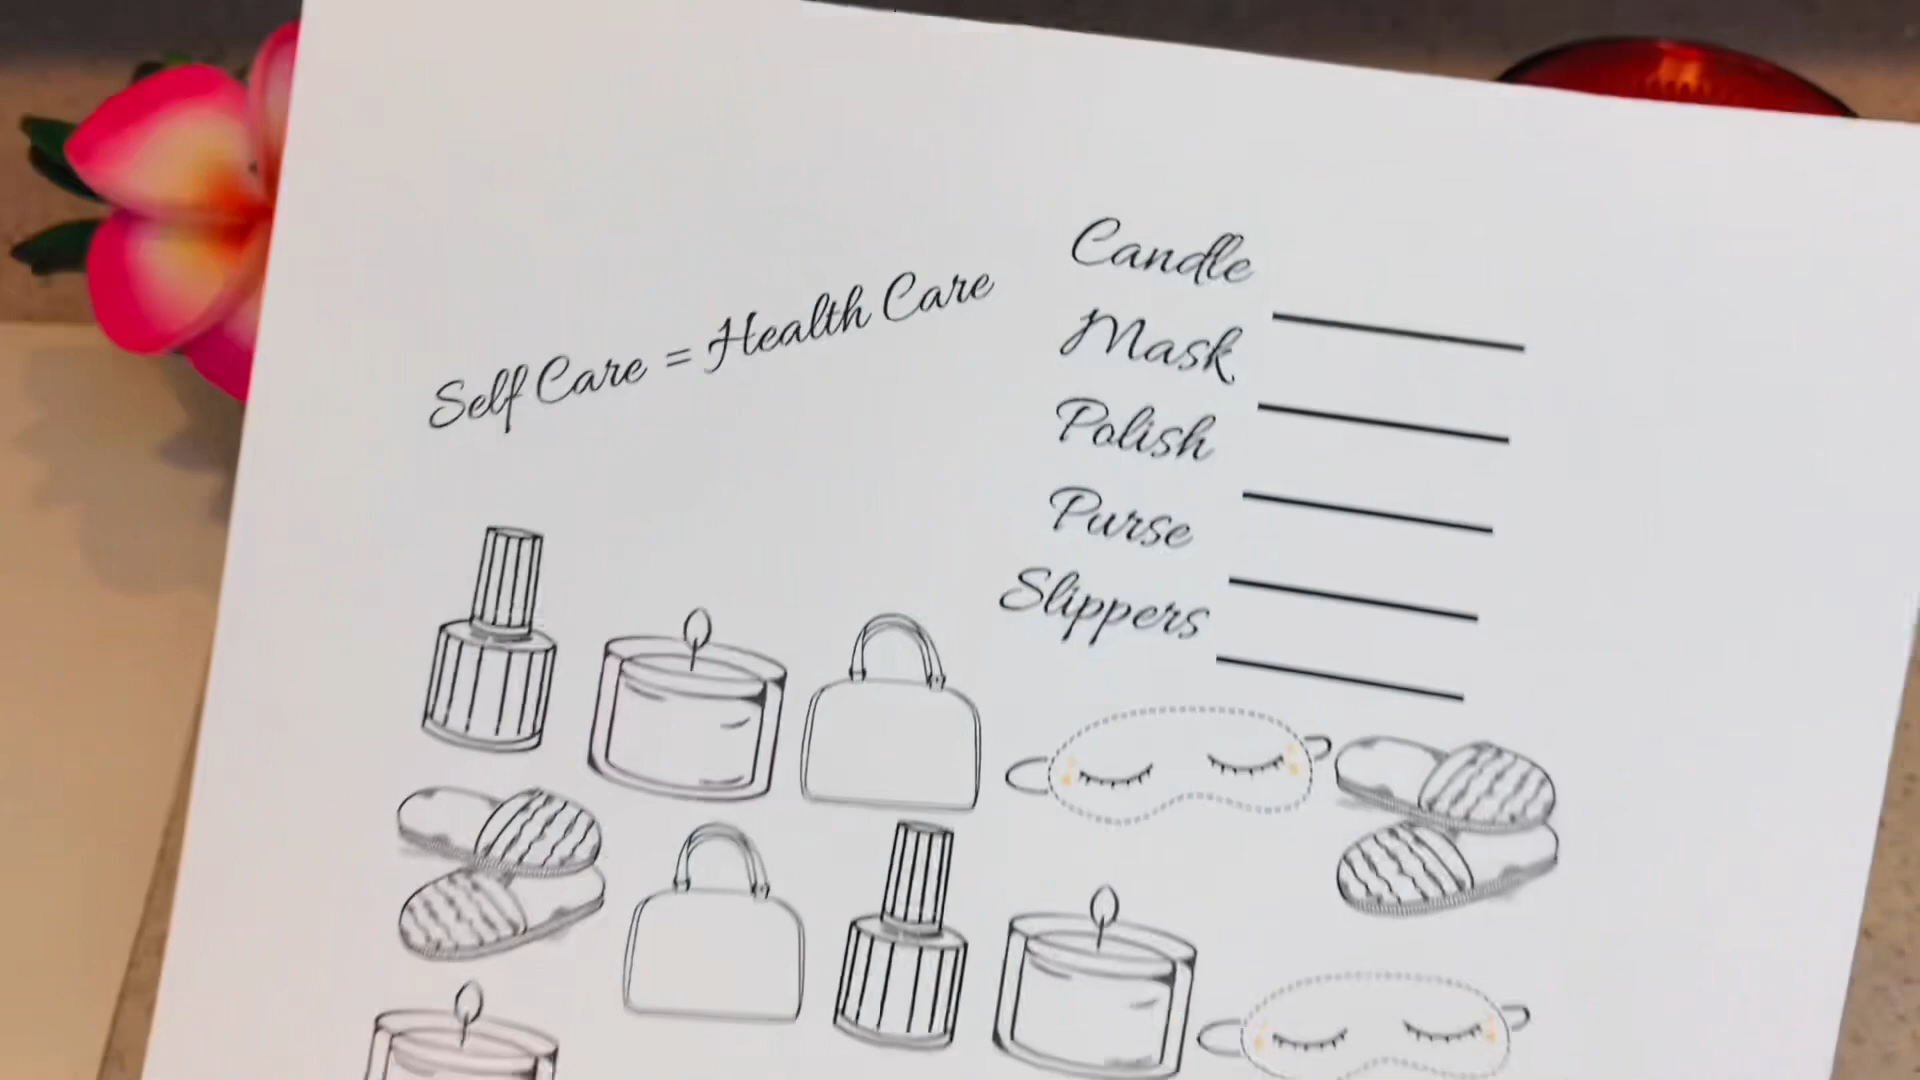 Self Care = Health Care
Candle
Mask
Polish
Purse
Slippers